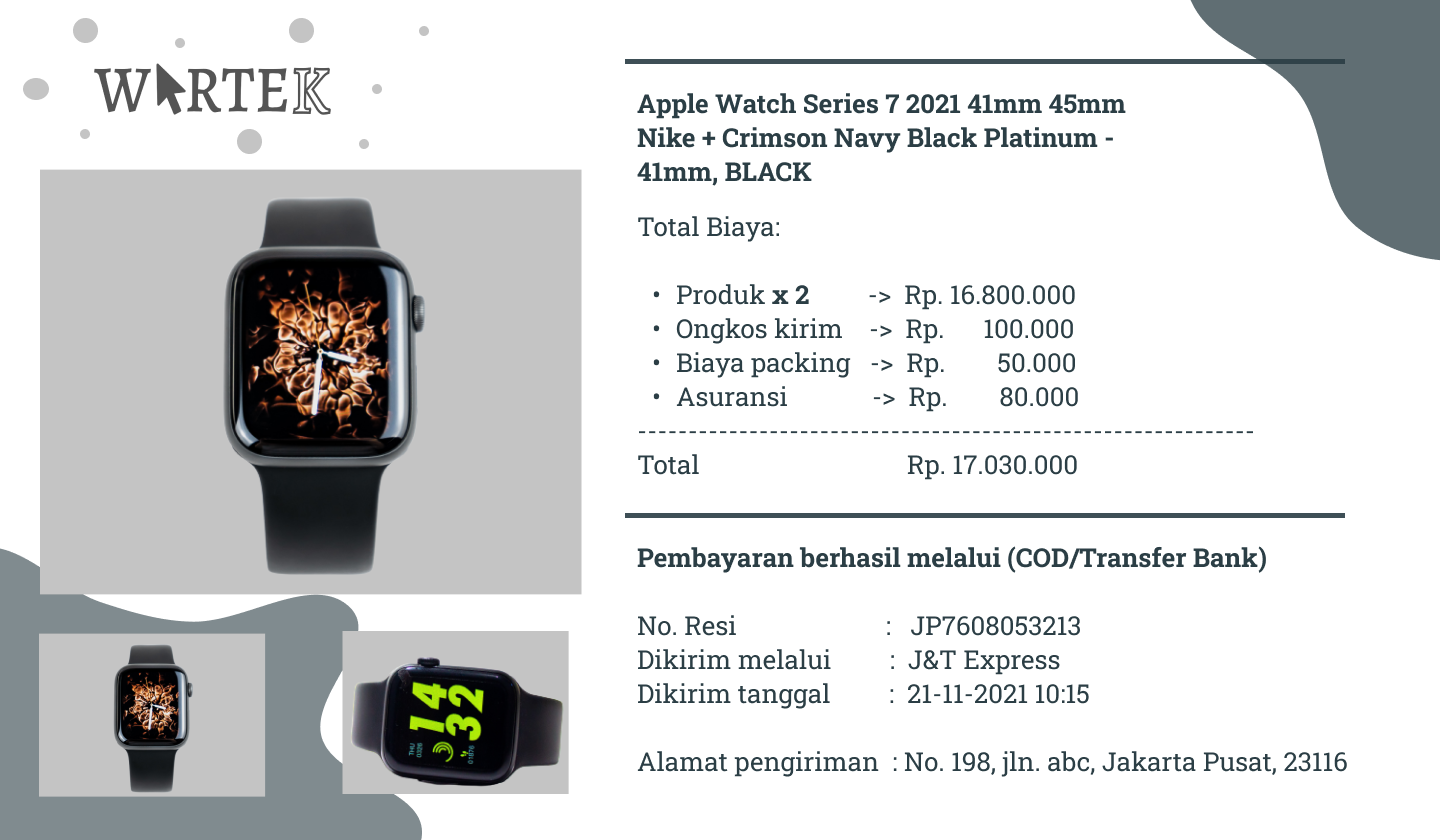 WARTEK
Apple Watch Series 7 2021 41mm 45mm
Nike + Crimson Navy Black Platinum -
41mm, BLACK
Total Biaya:
• Produk x 2 -> Rp. 16.800.000
• Ongkos kirim -> Rp. 100.000
• Biaya packing -> Rp. 50.000
• Asuransi -> Rp. 80.000
-------------------------------------------------------------
Total Rp. 17.030.000
Pembayaran berhasil melalui (COD/Transfer Bank)
No. Resi : JP7608053213
Dikirim melalui : J&T Express
Dikirim tanggal : 21-11-2021 10:15
Alamat pengiriman : No. 198, jln. abc, Jakarta Pusat, 23116
14
32
THU